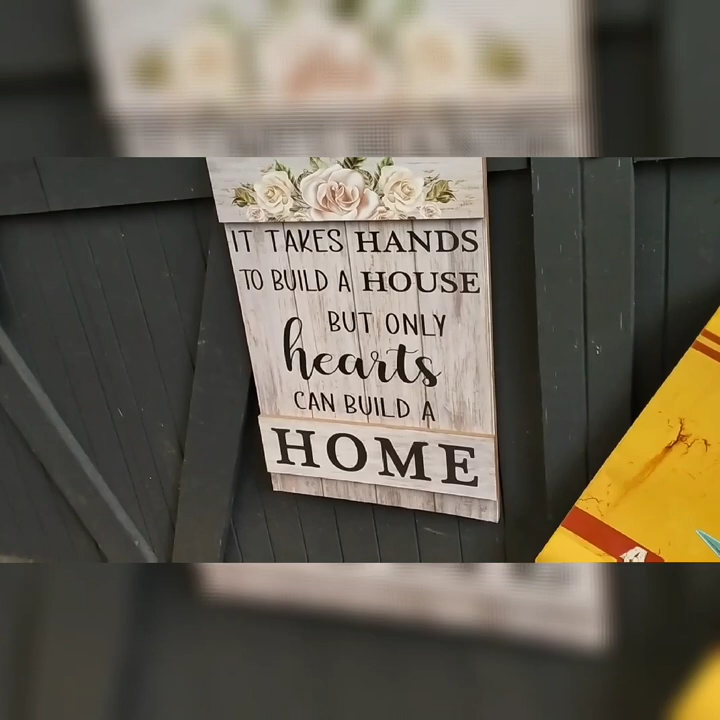 IT TAKES HANDS
TO BUILD A HOUSE
BUT ONLY
hearts
CAN BUILD A
HOME